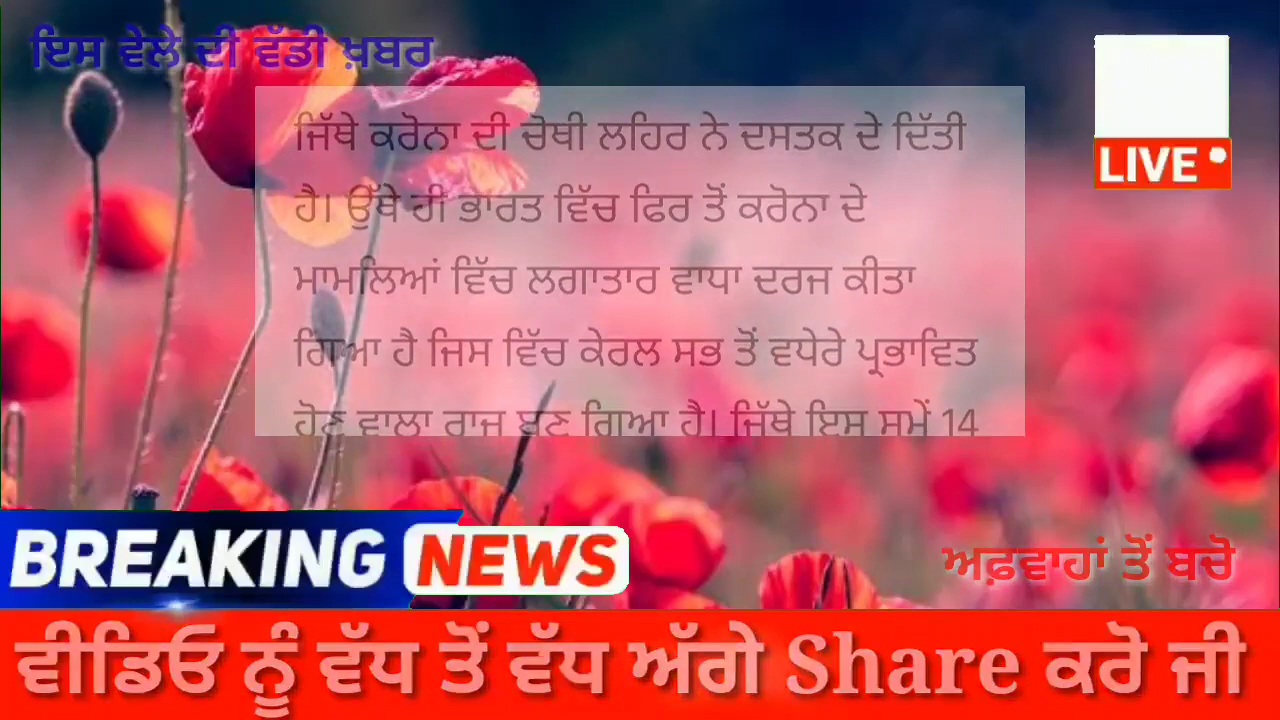 ਇਸ ਵੇਲੇ ਦੀ ਵੱਡੀ ਖ਼ਬਰ
ਜਿੱਥੇ ਕਰੋਨਾ ਦੀ ਚੋਥੀ ਲਹਿਰ ਨੇ ਦਸਤਕ ਦੇ ਦਿੱਤੀ
ਹੈ। ਉੱਥੇ ਹੀ ਭਾਰਤ ਵਿੱਚ ਫਿਰ ਤੋਂ ਕਰੋਨਾ ਦੇ
ਮਾਮਲਿਆਂ ਵਿੱਚ ਲਗਾਤਾਰ ਵਾਧਾ ਦਰਜ ਕੀਤਾ
ਗਿਆ ਹੈ ਜਿਸ ਵਿੱਚ ਕੇਰਲ ਸਭ ਤੋਂ ਵਧੇਰੇ ਪ੍ਰਭਾਵਿਤ
ਹੋਣ ਵਾਲਾ ਰਾਜ ਬਣ ਗਿਆ ਹੈ। ਜਿੱਥੇ ਇਸ ਸਮੇਂ 14
LIVE
BREAKING NEWS
ਅਫ਼ਵਾਹਾਂ ਤੋਂ ਬਚੋ
ਵੀਡਿਓ ਨੂੰ ਵੱਧ ਤੋਂ ਵੱਧ ਅੱਗੇ Share ਕਰੋ ਜੀ